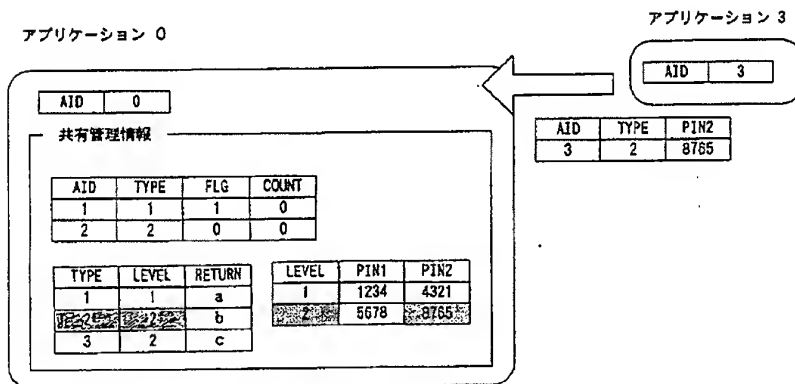 アプリケーション 3
アプリケーション 0
AID 3
AID 0
共有管理情報
AID TYPE PIN2
3 2 8765
AID TYPE FLG COUNT
1 1 1 0
2 2 0 0
TYPE LEVEL RETURN
1 1 a
2 2 b
3 2 c
LEVEL PIN1 PIN2
1 1234 4321
2 5678 8765